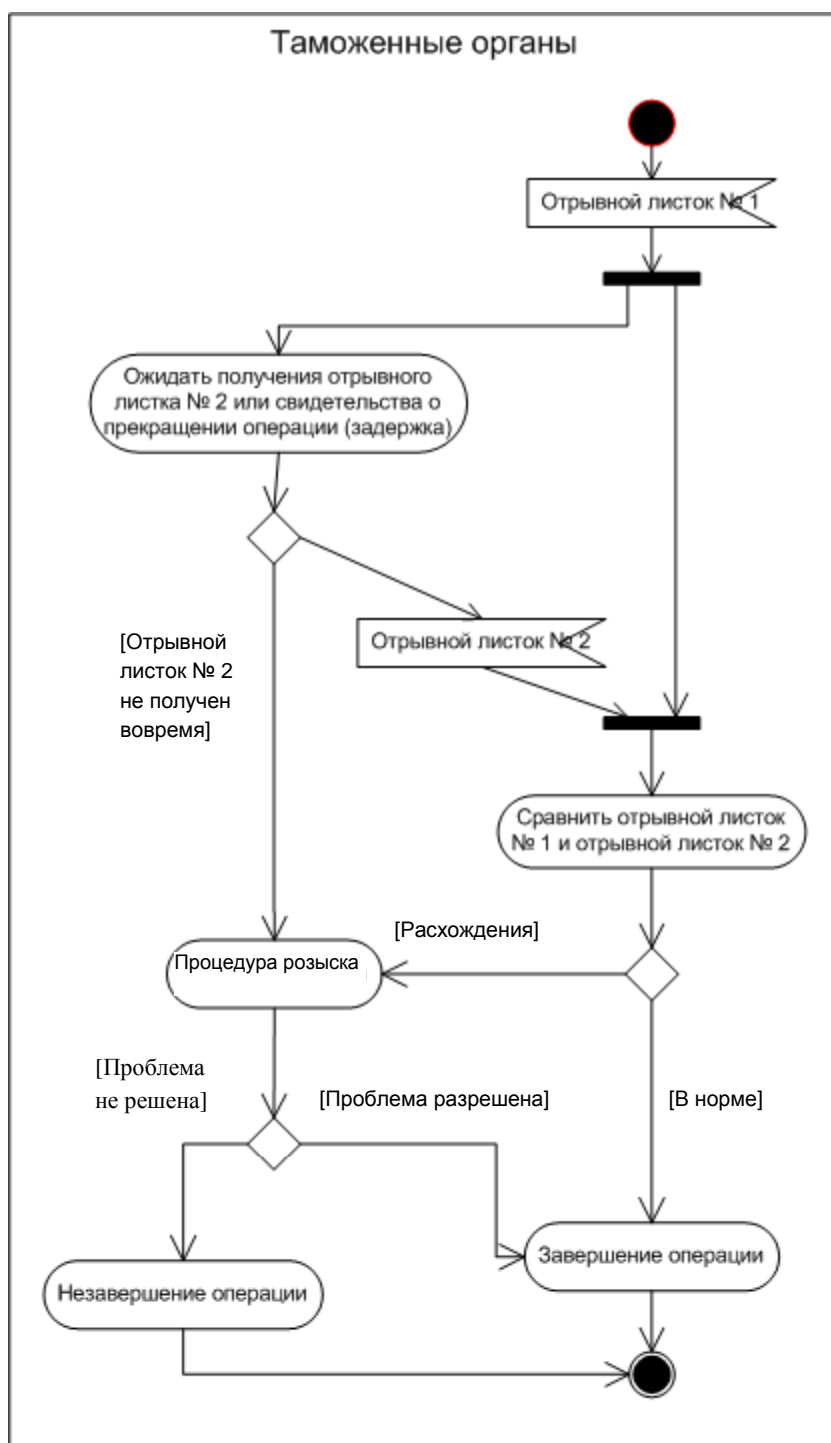 Таможенные органы
Отрывной листок № 1
Ожидать получения отрывного
листка № 2 или свидетельства о
прекращении операции (задержка)
[Отрывной
листок № 2
не получен
вовремя]
Отрывной листок № 2
Сравнить отрывной листок
№ 1 и отрывной листок № 2
[Расхождения]
Процедура розыска
[Проблема
не решена]
[Проблема разрешена]
[В норме]
Завершение операции
Незавершение операции